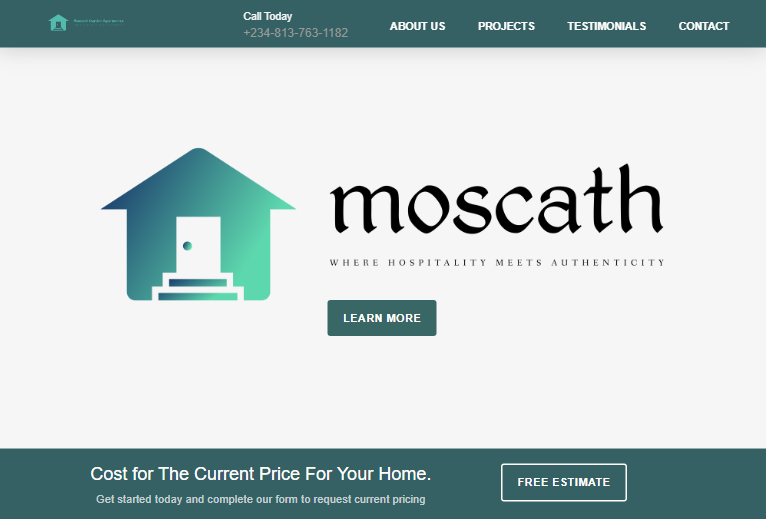 Call Today
+234-813-763-1182
ABOUT US
PROJECTS
TESTIMONIALS
CONTACT
moscath
WHERE HOSPITALITY MEETS AUTHENTICITY
LEARN MORE
Cost for The Current Price For Your Home.
Get started today and complete our form to request current pricing
FREE ESTIMATE